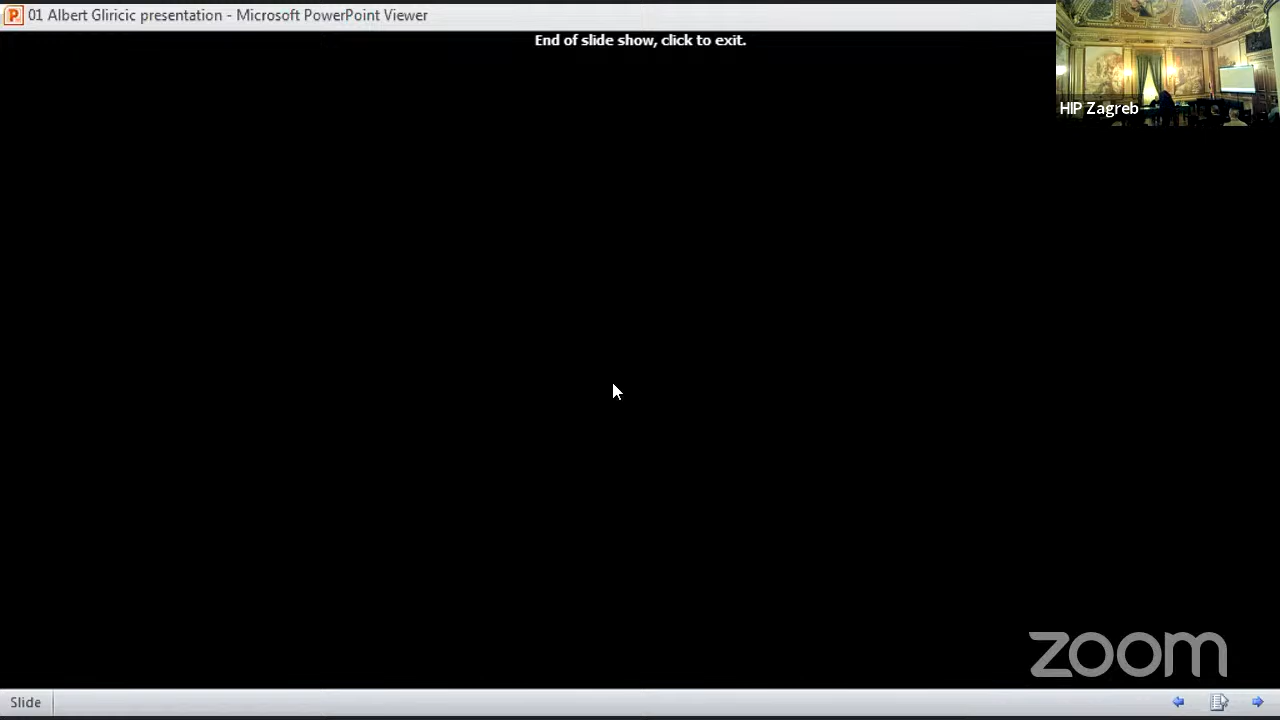 01 Albert Gliricic presentation - Microsoft PowerPoint Viewer
End of slide show, click to exit.
HIP Zagreb
zoom
Slide